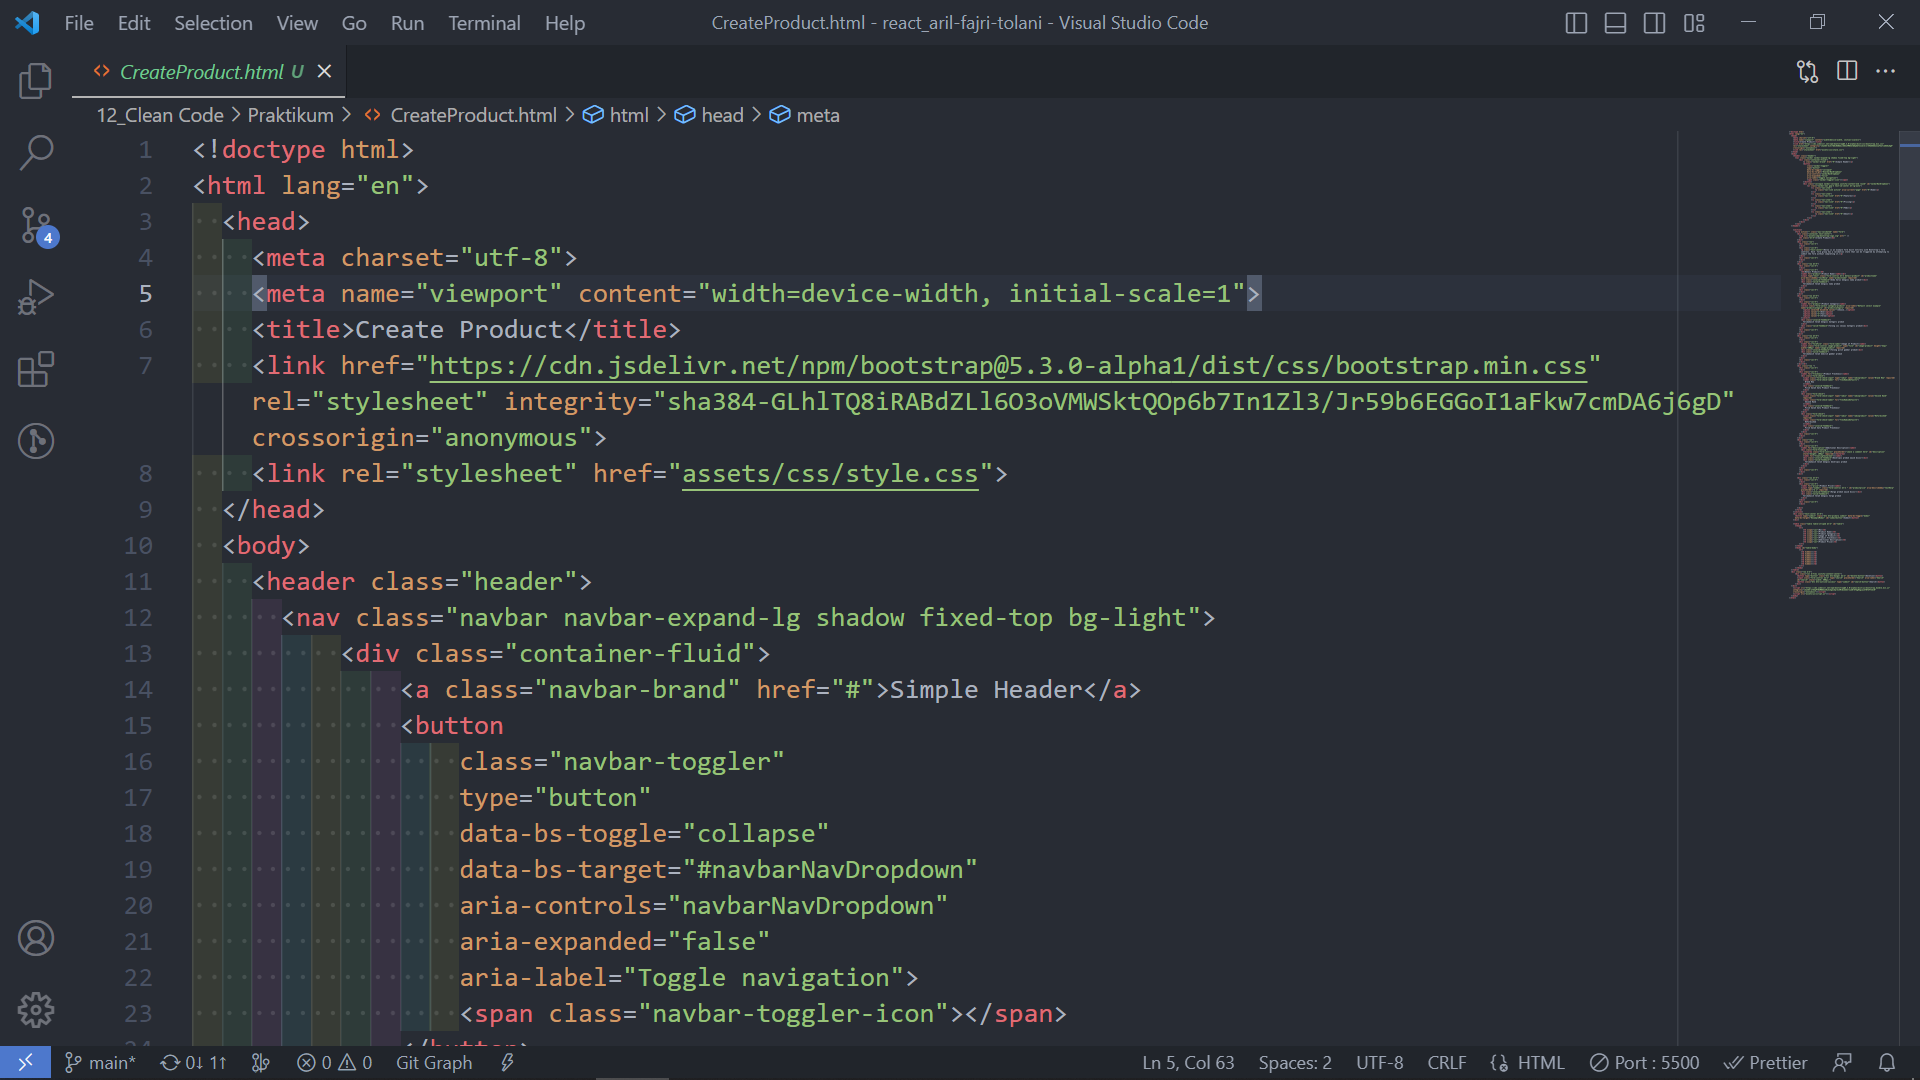 File Edit Selection View Go Run Terminal Help CreateProduct.html - react_aril-fajri-tolani - Visual Studio Code
CreateProduct.html U
12_Clean Code > Praktikum > CreateProduct.html > html > head > meta
1 <!doctype html>
2 <html lang="en">
3 <head>
4 <meta charset="utf-8">
5 <meta name="viewport" content="width=device-width, initial-scale=1">
6 <title>Create Product</title>
7 <link href="https://cdn.jsdelivr.net/npm/bootstrap@5.3.0-alpha1/dist/css/bootstrap.min.css"
rel="stylesheet" integrity="sha384-GLhlTQ8iRABdZLl6O3oVMWSktQOp6b7In1Zl3/Jr59b6EGGoI1aFkw7cmDA6j6gD"
crossorigin="anonymous">
8 <link rel="stylesheet" href="assets/css/style.css">
9 </head>
10 <body>
11 <header class="header">
12 <nav class="navbar navbar-expand-lg shadow fixed-top bg-light">
13 <div class="container-fluid">
14 <a class="navbar-brand" href="#">Simple Header</a>
15 <button
16 class="navbar-toggler"
17 type="button"
18 data-bs-toggle="collapse"
19 data-bs-target="#navbarNavDropdown"
20 aria-controls="navbarNavDropdown"
21 aria-expanded="false"
22 aria-label="Toggle navigation">
23 <span class="navbar-toggler-icon"></span>
24 </button>
4
main* 0↓ 1↑ 0 0 Git Graph Ln 5, Col 63 Spaces: 2 UTF-8 CRLF HTML Port : 5500 Prettier